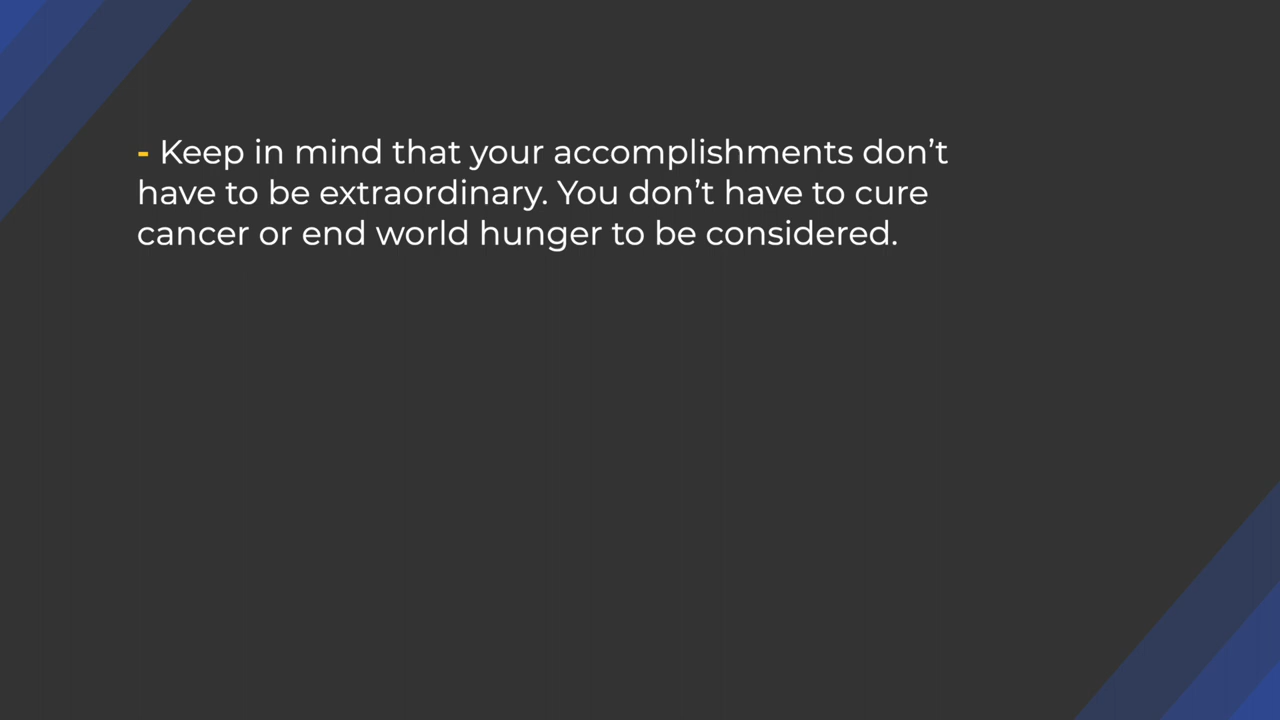 - Keep in mind that your accomplishments don’t
have to be extraordinary. You don’t have to cure
cancer or end world hunger to be considered.